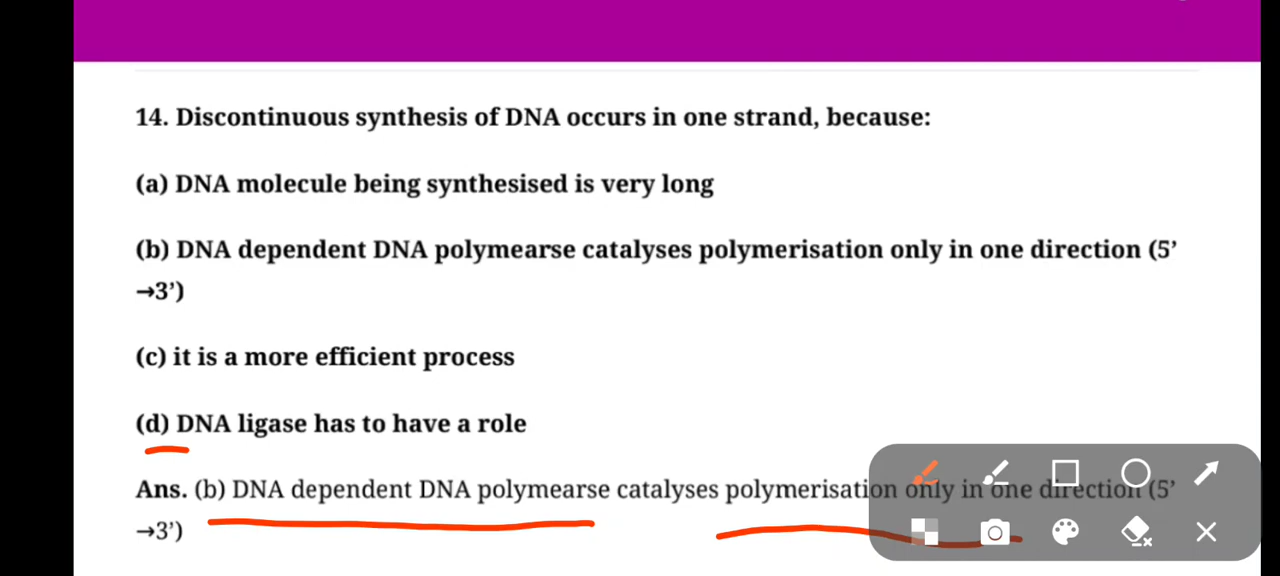 14. Discontinuous synthesis of DNA occurs in one strand, because:
(a) DNA molecule being synthesised is very long
(b) DNA dependent DNA polymearse catalyses polymerisation only in one direction (5’
→3’)
(c) it is a more efficient process
(d) DNA ligase has to have a role
Ans. (b) DNA dependent DNA polymearse catalyses polymerisation only in one direction (5’
→3’)